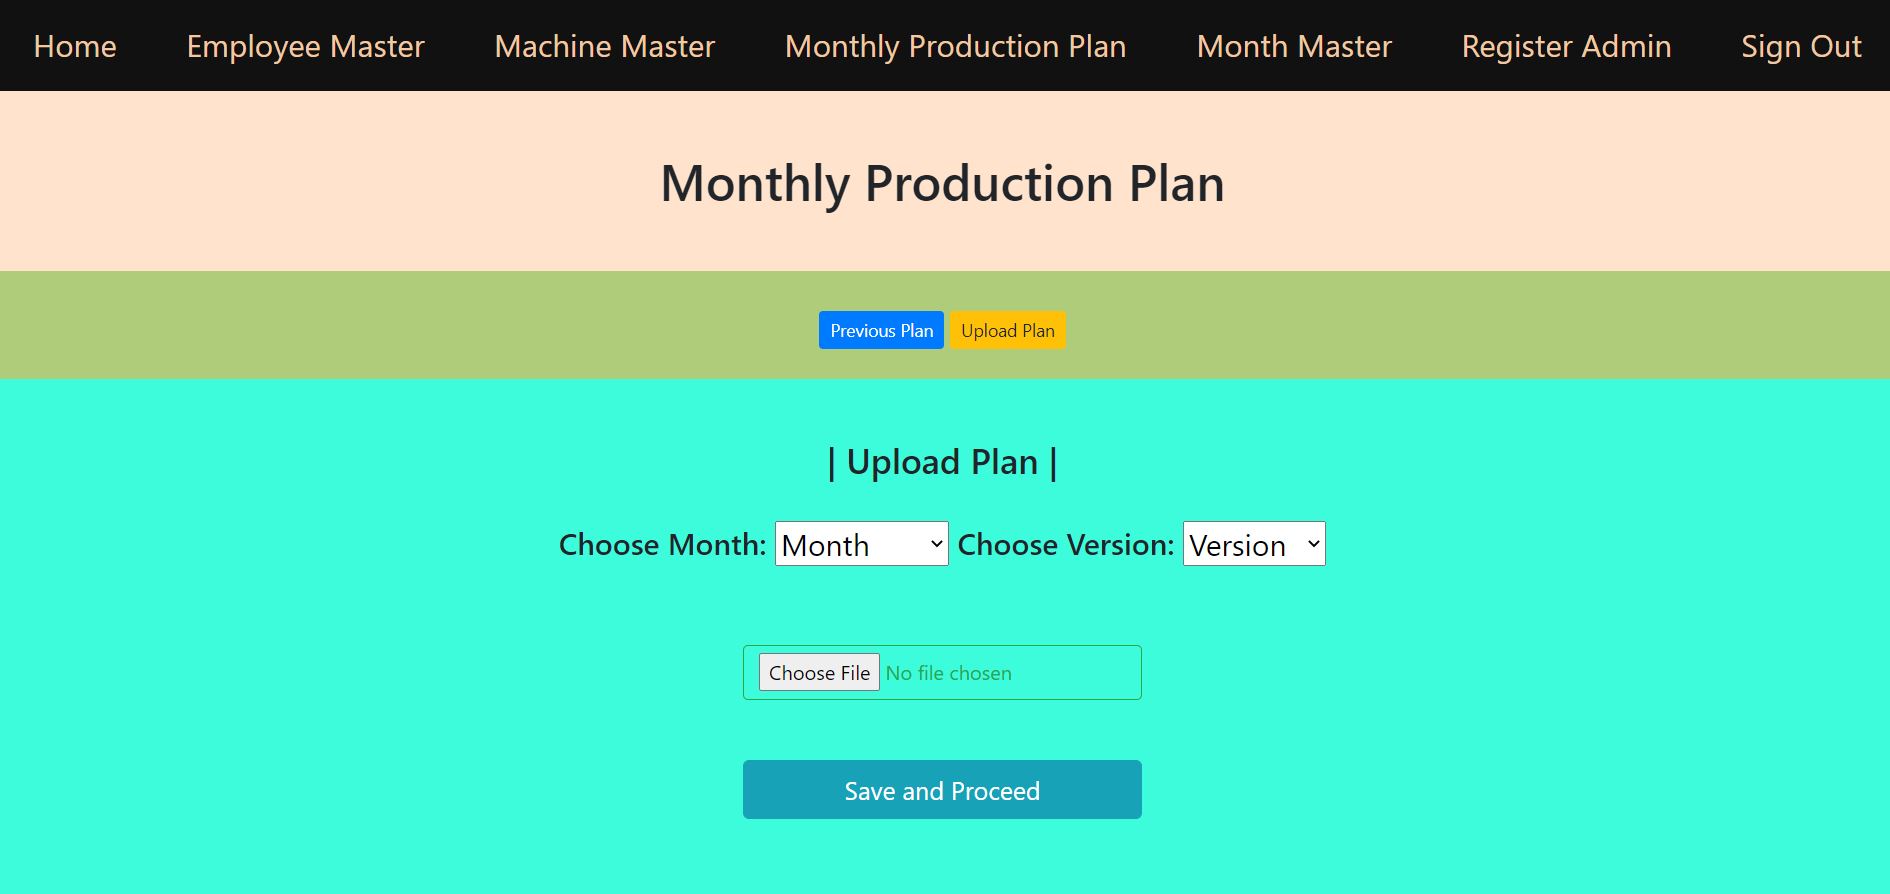 Home Employee Master Machine Master Monthly Production Plan Month Master Register Admin Sign Out
Monthly Production Plan
Previous Plan Upload Plan
| Upload Plan |
Choose Month: Month Choose Version: Version
Choose File No file chosen
Save and Proceed